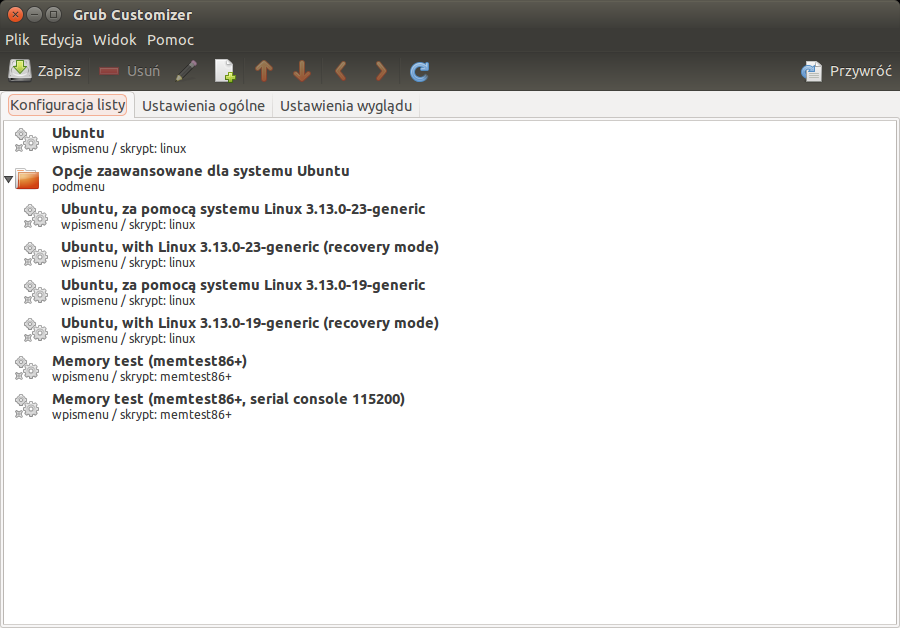 Grub Customizer
Plik Edycja Widok Pomoc
Zapisz Usuń Przywróć
Konfiguracja listy Ustawienia ogólne Ustawienia wyglądu
Ubuntu
wpismenu / skrypt: linux
Opcje zaawansowane dla systemu Ubuntu
podmenu
Ubuntu, za pomocą systemu Linux 3.13.0-23-generic
wpismenu / skrypt: linux
Ubuntu, with Linux 3.13.0-23-generic (recovery mode)
wpismenu / skrypt: linux
Ubuntu, za pomocą systemu Linux 3.13.0-19-generic
wpismenu / skrypt: linux
Ubuntu, with Linux 3.13.0-19-generic (recovery mode)
wpismenu / skrypt: linux
Memory test (memtest86+)
wpismenu / skrypt: memtest86+
Memory test (memtest86+, serial console 115200)
wpismenu / skrypt: memtest86+